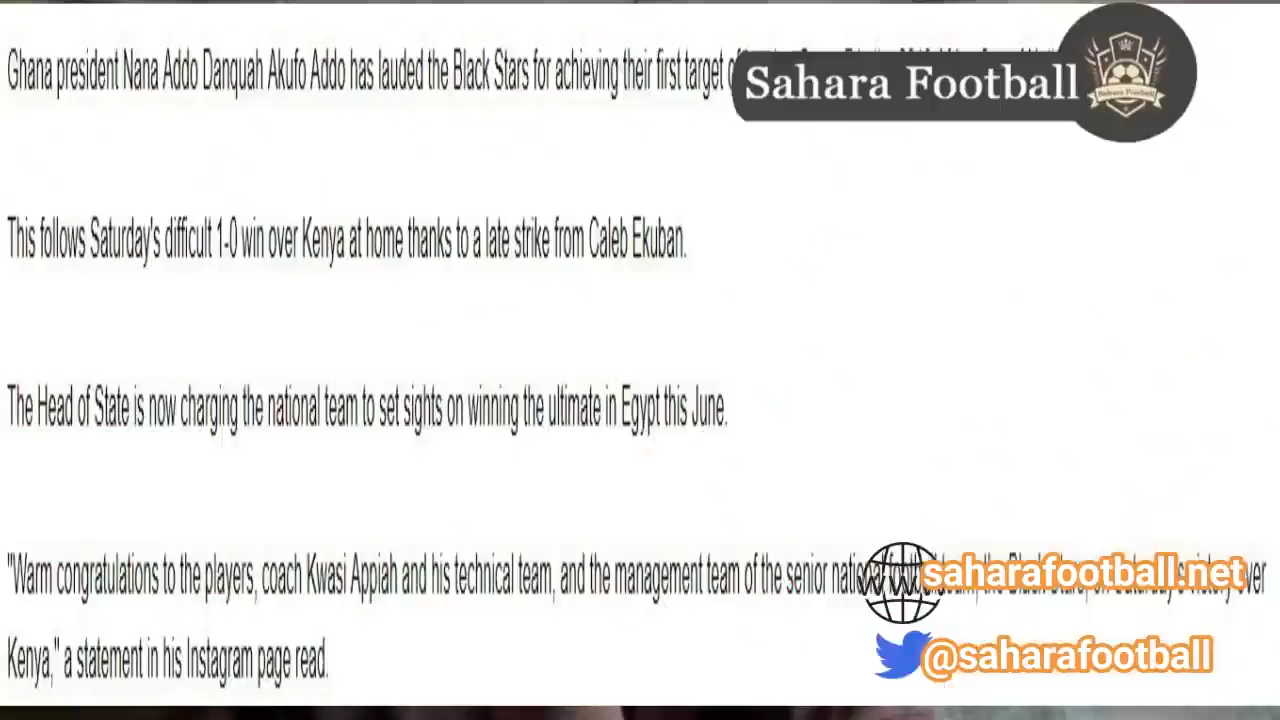 Ghana president Nana Addo Danquah Akufo Addo has lauded the Black Stars for achieving their first target
Sahara Football
Sahara Football
This follows Saturday's difficult 1-0 win over Kenya at home thanks to a late strike from Caleb Ekuban.
The Head of State is now charging the national team to set sights on winning the ultimate in Egypt this June.
"Warm congratulations to the players, coach Kwasi Appiah and his technical team, and the management team of the senior over
www
saharafootball.net
Kenya," a statement in his Instagram page read.
@saharafootball